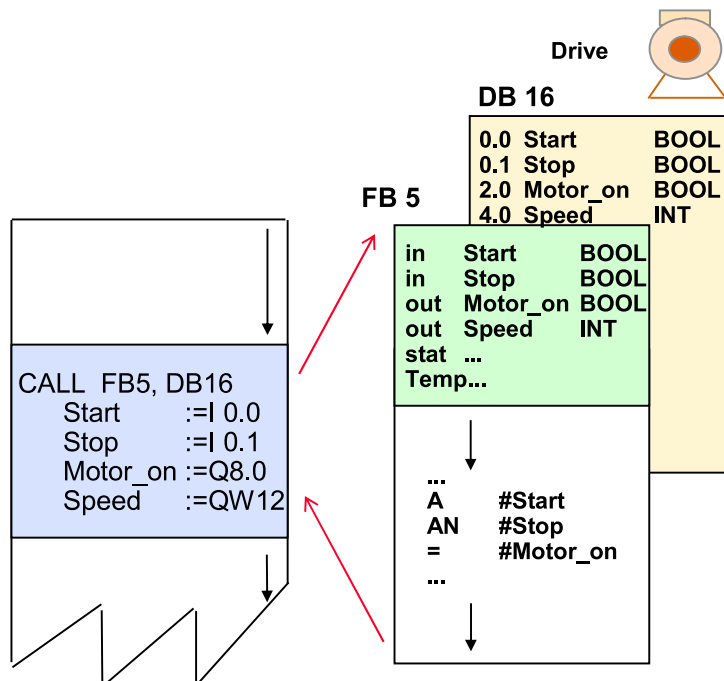 Drive
DB 16
0.0 Start BOOL
0.1 Stop BOOL
2.0 Motor_on BOOL
4.0 Speed INT
FB 5
in Start BOOL
in Stop BOOL
out Motor_on BOOL
out Speed INT
stat ...
Temp...
CALL FB5, DB16
Start :=I 0.0
Stop :=I 0.1
Motor_on :=Q8.0
Speed :=QW12
...
A #Start
AN #Stop
= #Motor_on
...